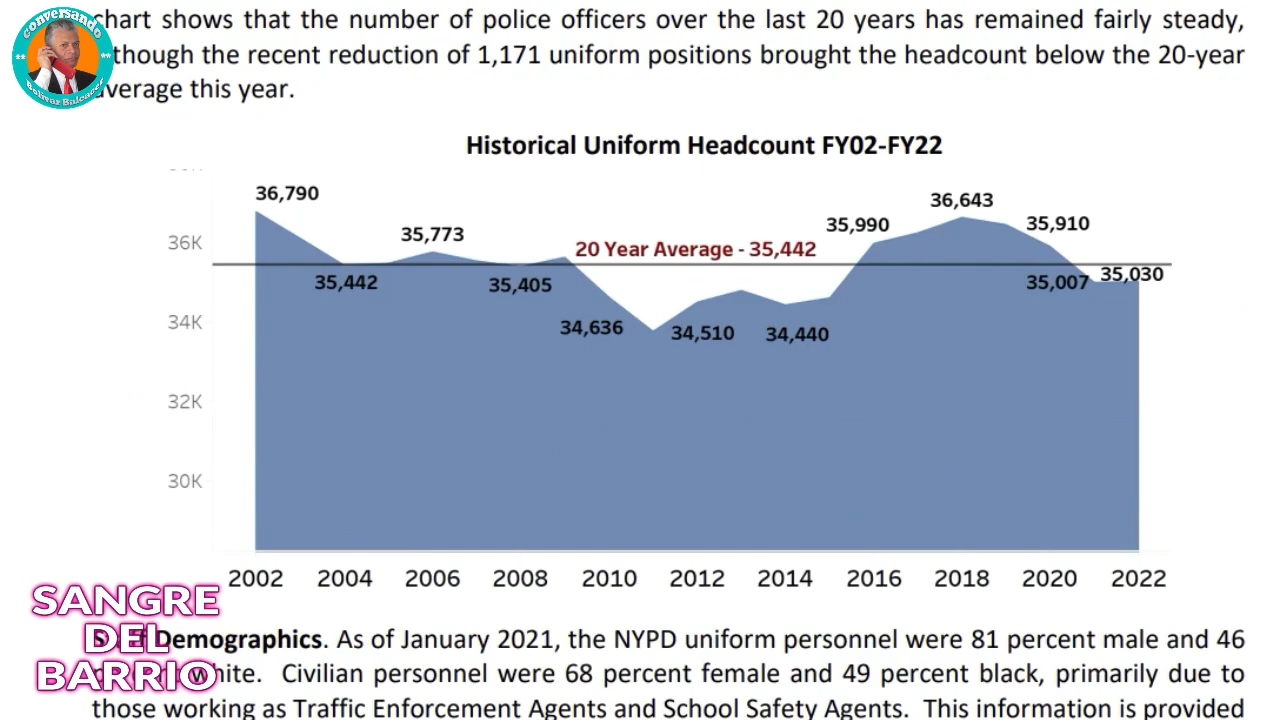 chart shows that the number of police officers over the last 20 years has remained fairly steady,
though the recent reduction of 1,171 uniform positions brought the headcount below the 20-year
average this year.
conversando
** **
Bolivar Balcacer
Historical Uniform Headcount FY02-FY22
36,790
36,643
35,990
35,910
35,773
36K
20 Year Average - 35,442
35,442
35,405
35,007
35,030
34K
34,636
34,510
34,440
32K
30K
2002 2004 2006 2008 2010 2012 2014 2016 2018 2020 2022
SANGRE
DEL
BARRIO
Demographics. As of January 2021, the NYPD uniform personnel were 81 percent male and 46
white. Civilian personnel were 68 percent female and 49 percent black, primarily due to
those working as Traffic Enforcement Agents and School Safety Agents. This information is provided